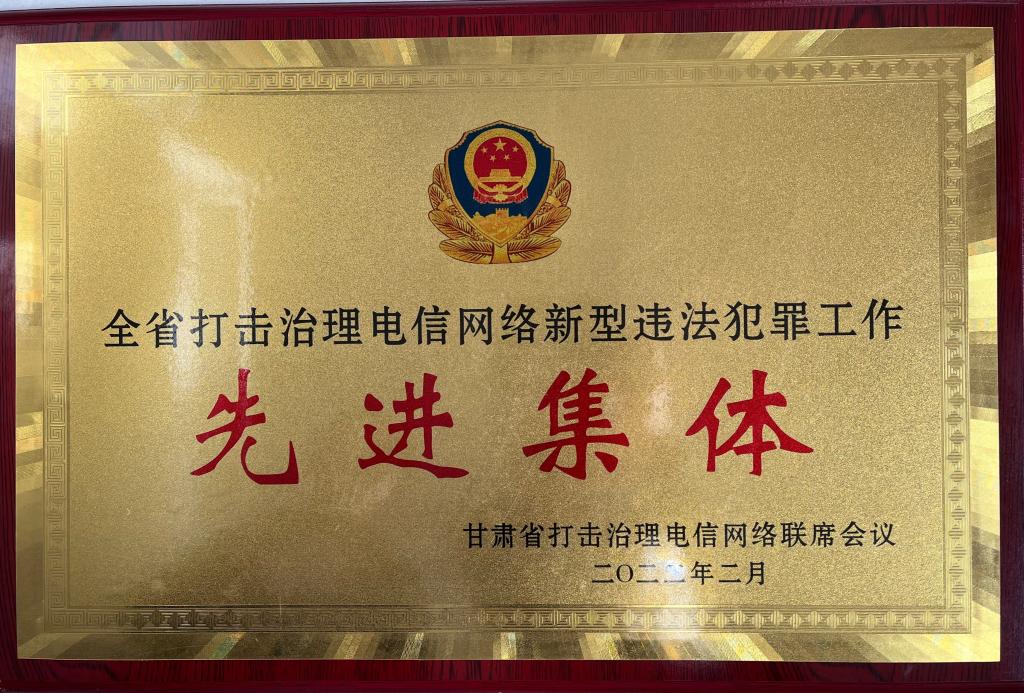 全省打击治理电信网络新型违法犯罪工作
先进集体
甘肃省打击治理电信网络联席会议
二〇二二年二月